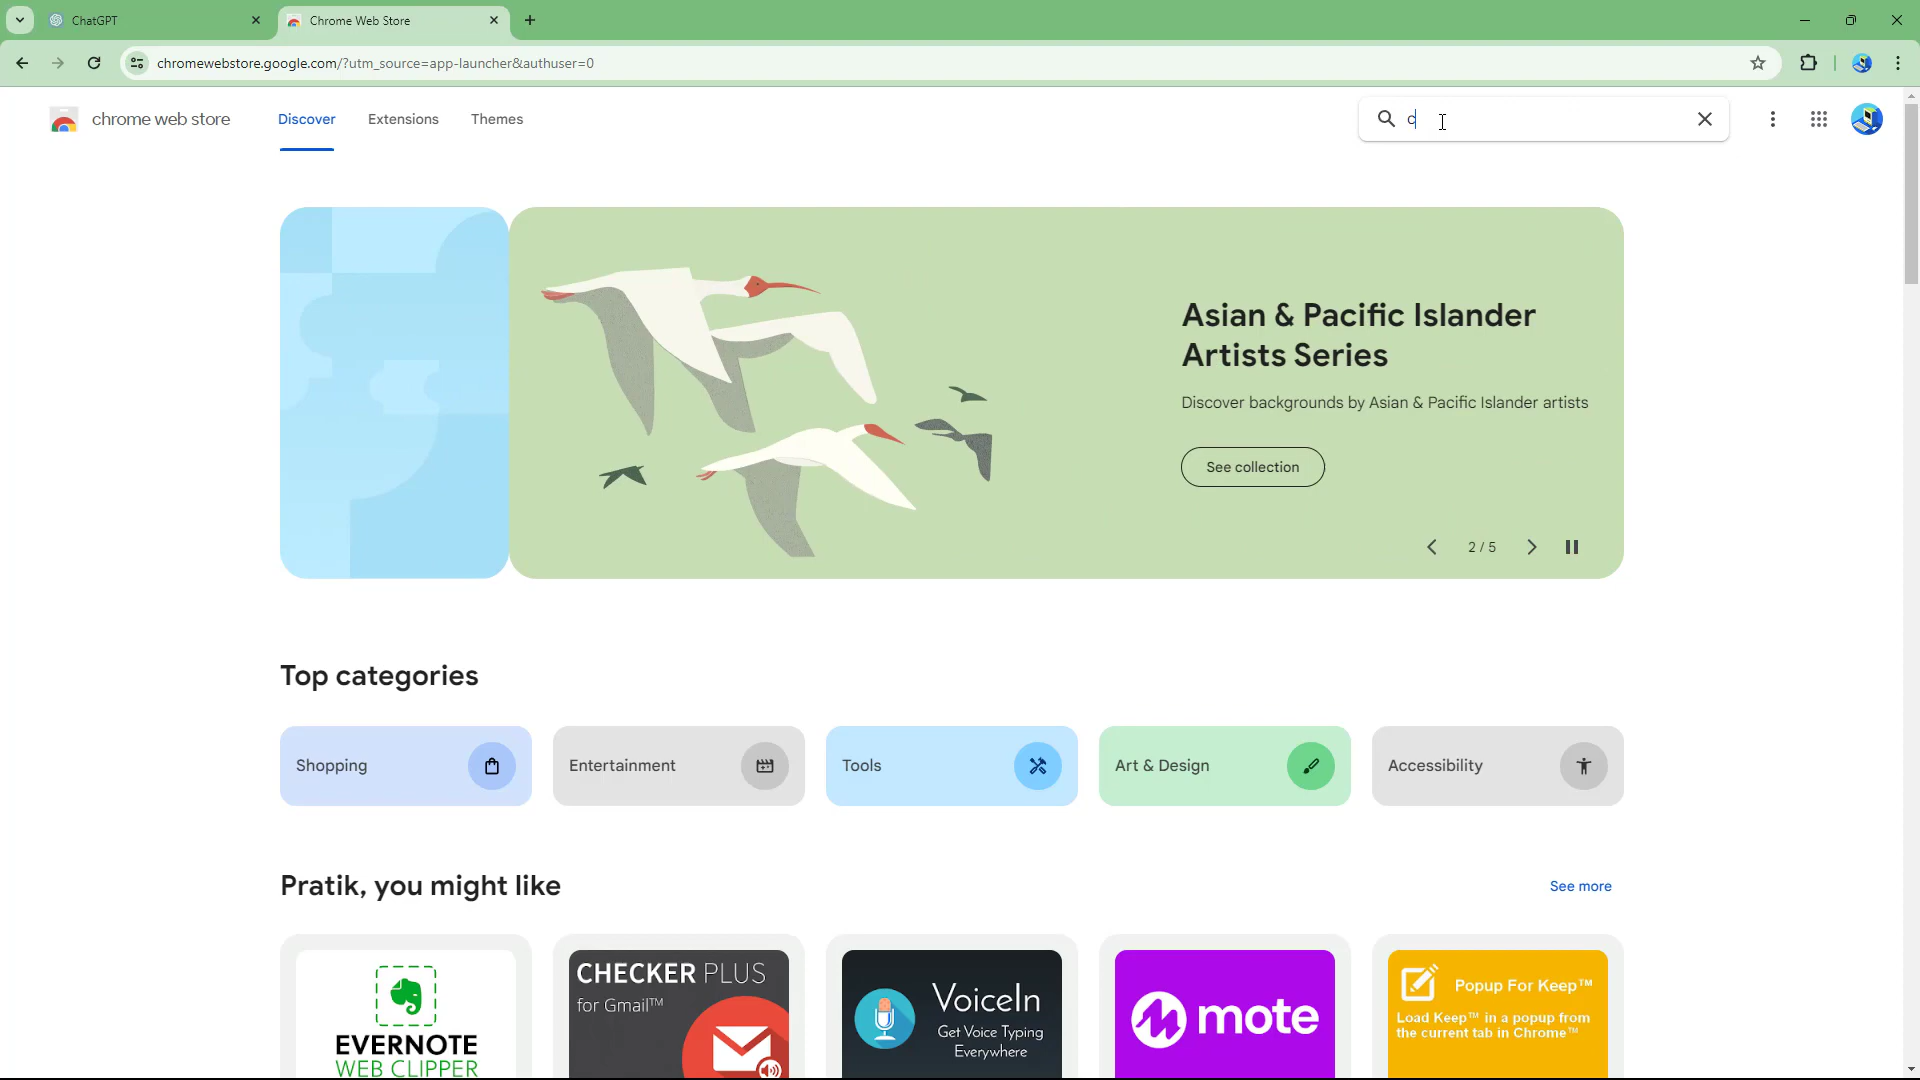 ChatGPT
Chrome Web Store
chromewebstore.google.com/?utm_source=app-launcher&authuser=0
chrome web store
Discover
Extensions
Themes
c
Asian & Pacific Islander
Artists Series
Discover backgrounds by Asian & Pacific Islander artists
See collection
2 / 5
Top categories
Shopping
Entertainment
Tools
Art & Design
Accessibility
Pratik, you might like
See more
EVERNOTE
WEB CLIPPER
CHECKER PLUS
for Gmail™
VoiceIn
Get Voice Typing
Everywhere
mote
Popup For Keep™
Load Keep™ in a popup from
the current tab in Chrome™